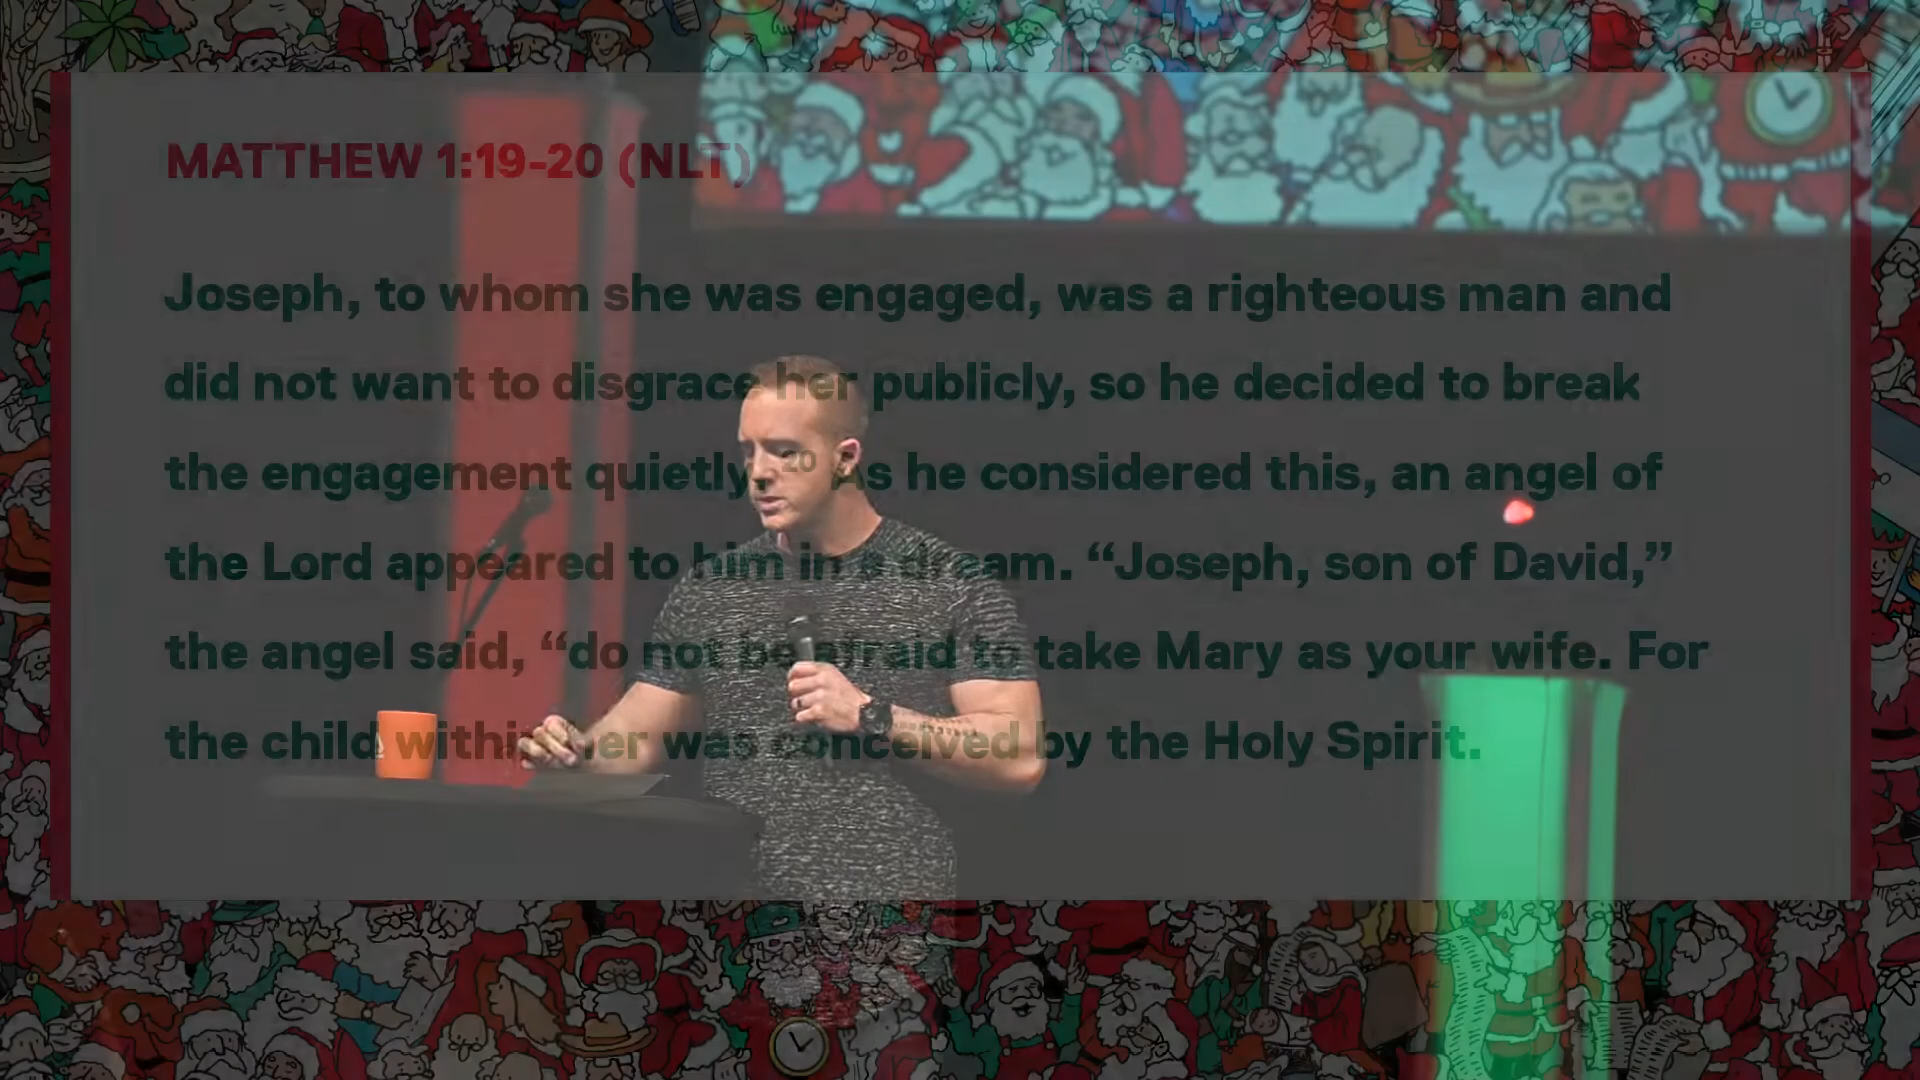 MATTHEW 1:19-20 (NLT)
Joseph, to whom she was engaged, was a righteous man and
did not want to disgrace her publicly, so he decided to break
the engagement quietly. 20 As he considered this, an angel of
the Lord appeared to him in a dream. “Joseph, son of David,”
the angel said, “do not be afraid to take Mary as your wife. For
the child within her was conceived by the Holy Spirit.